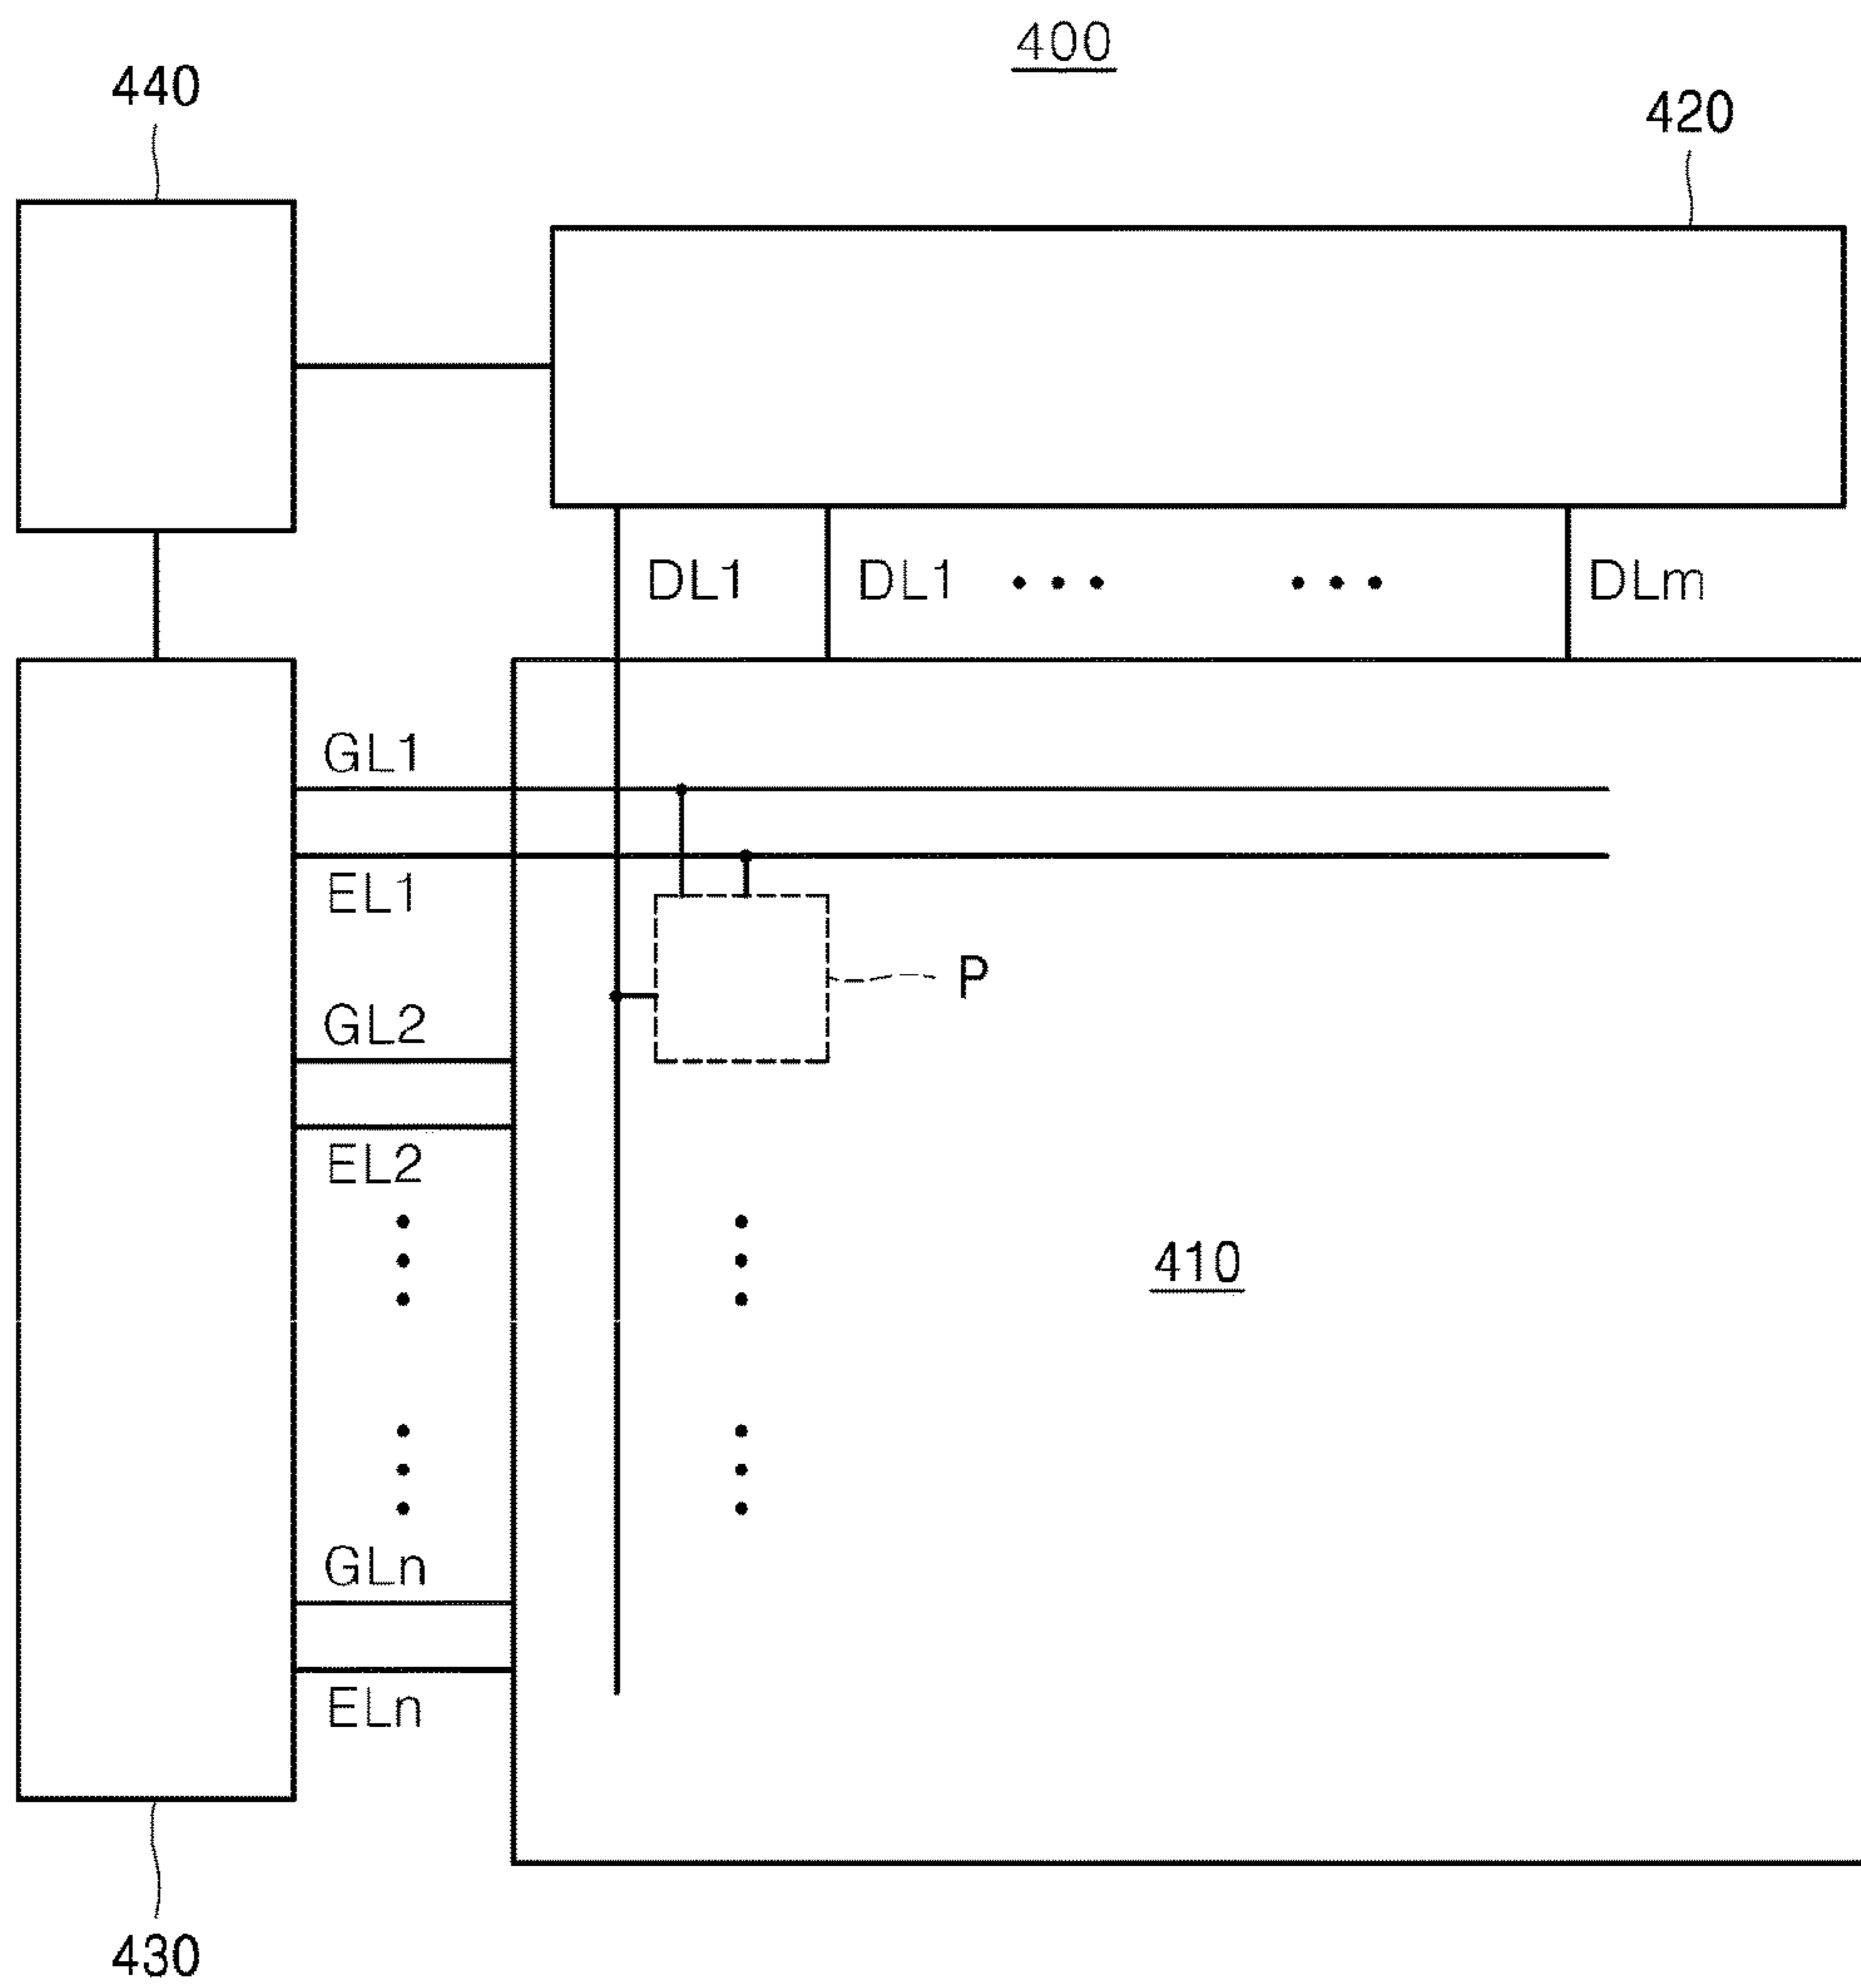 400
440
420
DL1 DL1 ••• ••• DLm
GL1
EL1
P
GL2
EL2
410
GLn
ELn
430